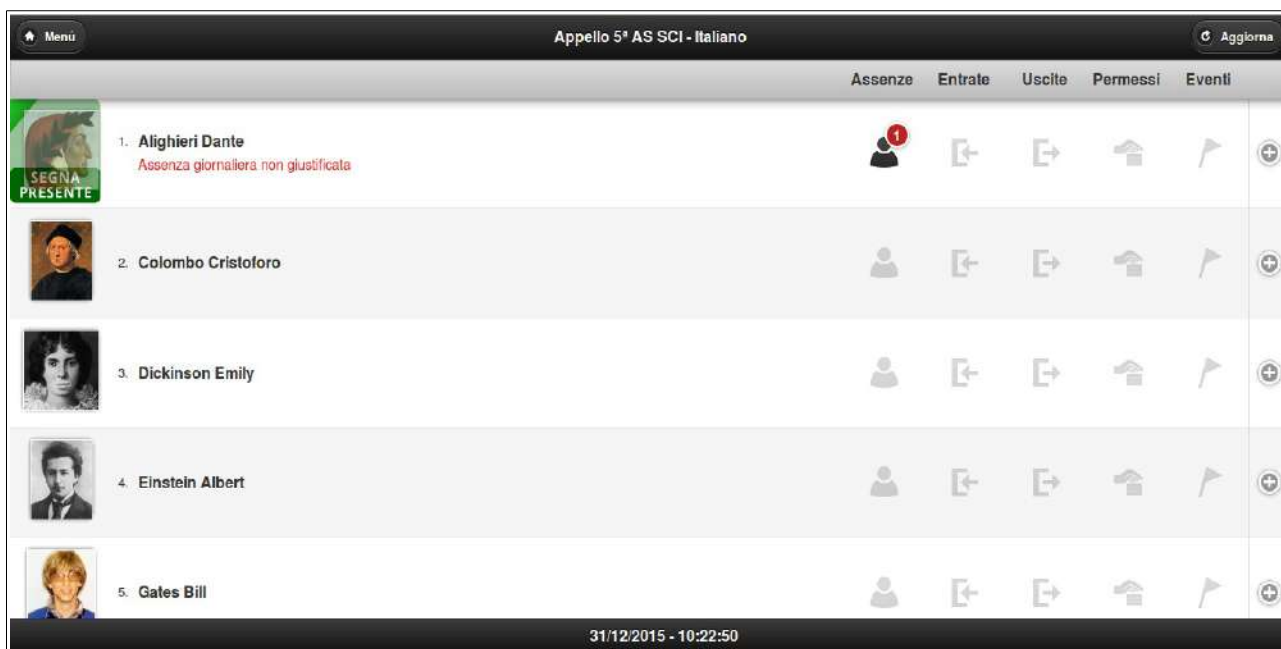 Menù
Appello 5ª AS SCI - Italiano
Aggiorna
Assenze Entrate Uscite Permessi Eventi
1. Alighieri Dante
1
Assenza giornaliera non giustificata
SEGNA
PRESENTE
2. Colombo Cristoforo
3. Dickinson Emily
4. Einstein Albert
5. Gates Bill
31/12/2015 - 10:22:50